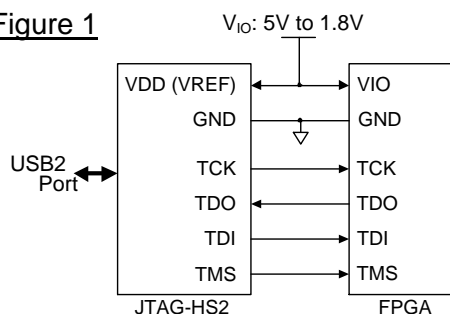 Figure 1
V_IO: 5V to 1.8V
VDD (VREF)
VIO
GND
GND
USB2
Port
TCK
TCK
TDO
TDO
TDI
TDI
TMS
TMS
JTAG-HS2
FPGA